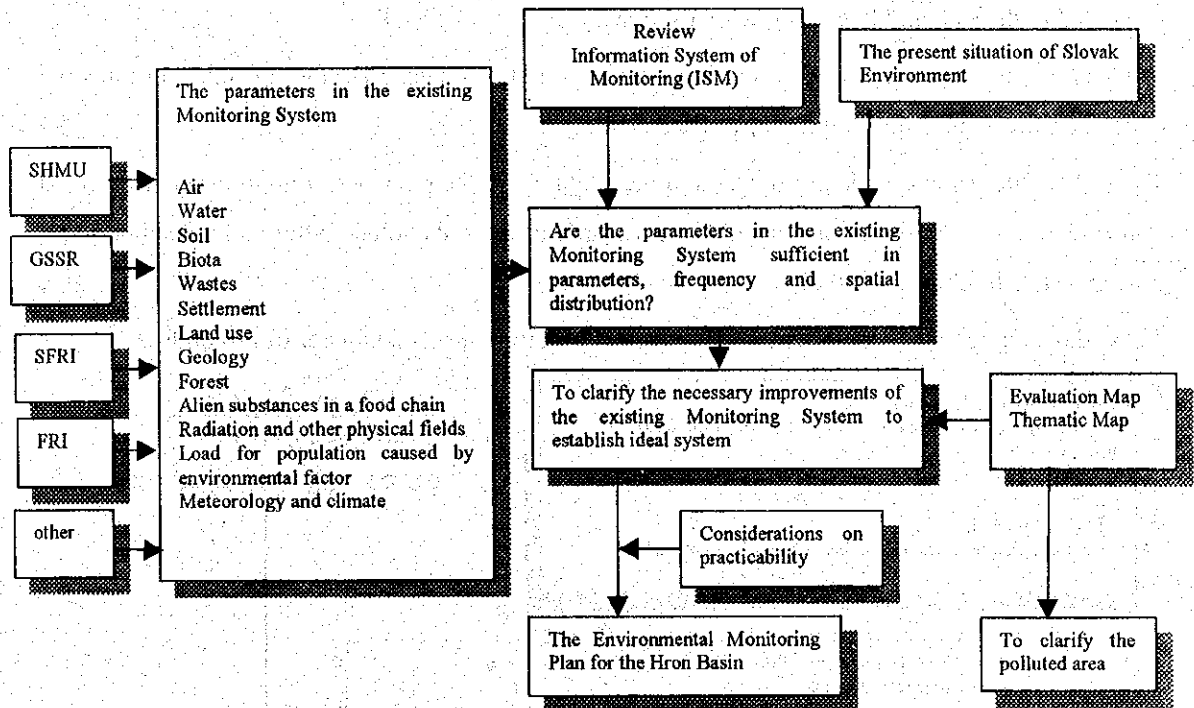 SHMU
GSSR
SFRI
FRI
other
The parameters in the existing
Monitoring System
Air
Water
Soil
Biota
Wastes
Settlement
Land use
Geology
Forest
Alien substances in a food chain
Radiation and other physical fields
Load for population caused by
environmental factor
Meteorology and climate
Review
Information System of
Monitoring (ISM)
The present situation of Slovak
Environment
Are the parameters in the existing
Monitoring System sufficient in
parameters, frequency and spatial
distribution?
To clarify the necessary improvements of
the existing Monitoring System to
establish ideal system
Evaluation Map
Thematic Map
Considerations on
practicability
The Environmental Monitoring
Plan for the Hron Basin
To clarify the
polluted area